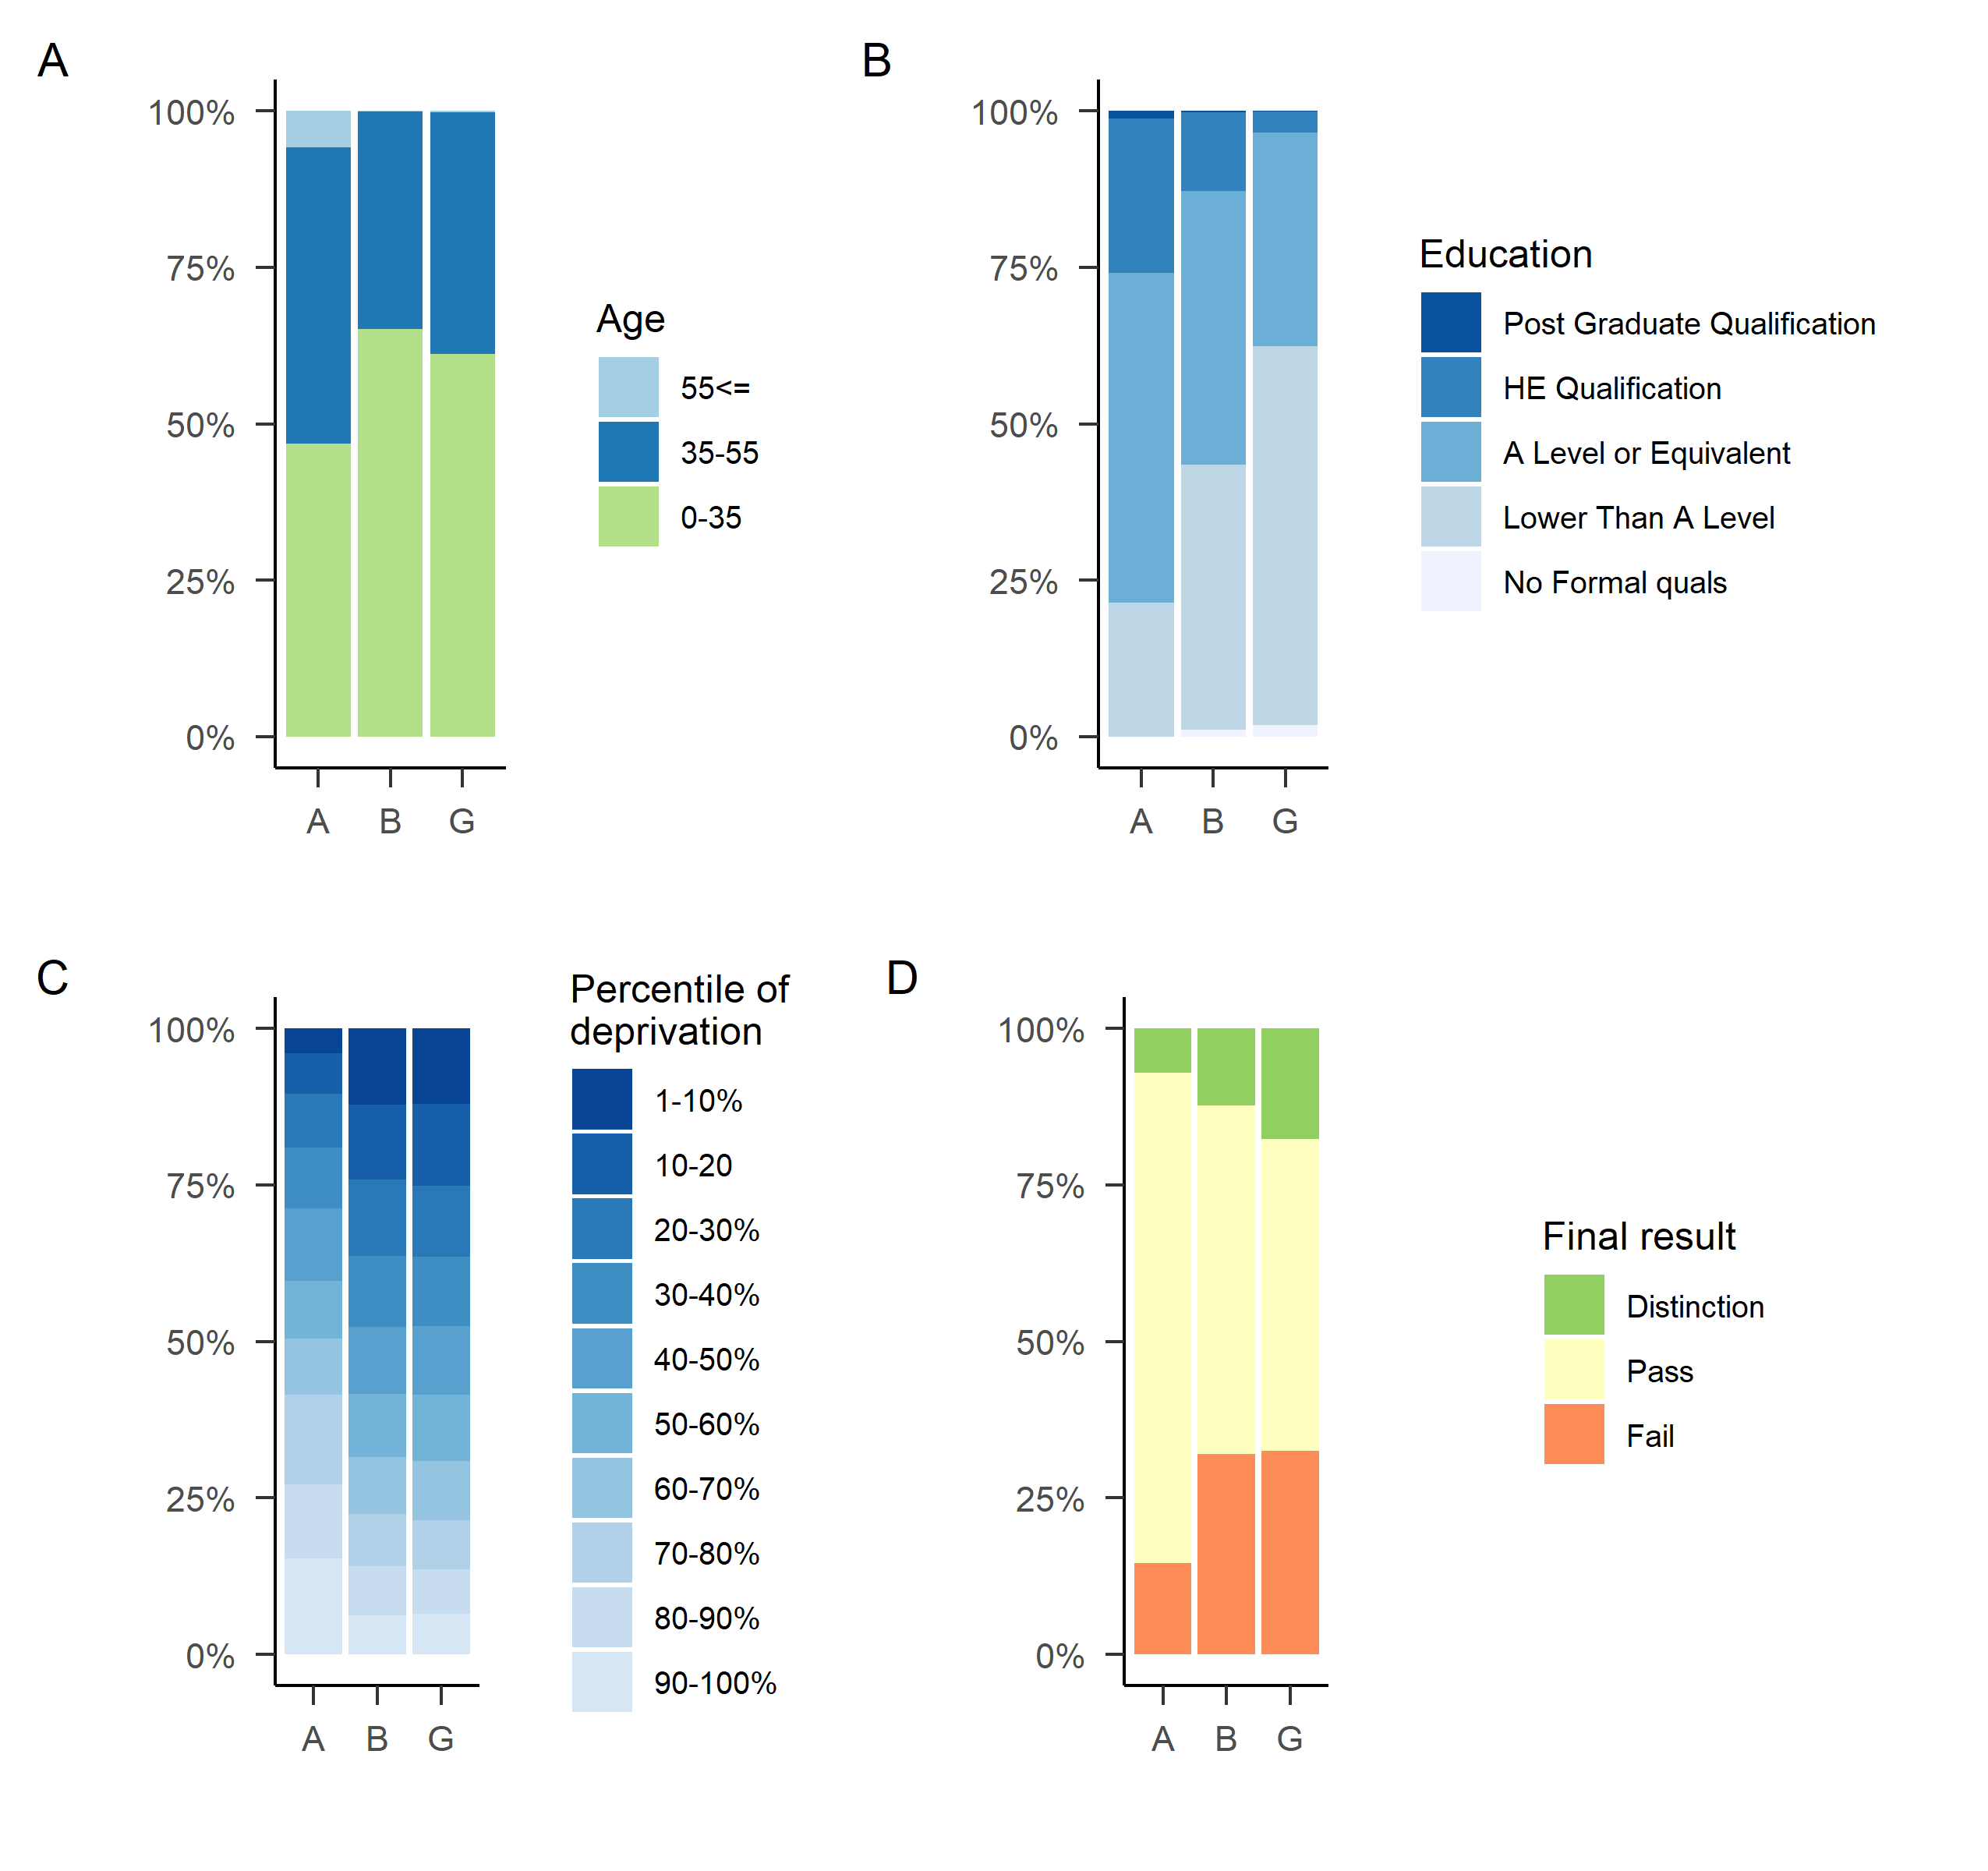 A
100%
75%
50%
25%
0%
A B G
Age
55<=
35-55
0-35
B
100%
75%
50%
25%
0%
A B G
Education
Post Graduate Qualification
HE Qualification
A Level or Equivalent
Lower Than A Level
No Formal quals
C
100%
75%
50%
25%
0%
A B G
Percentile of
deprivation
1-10%
10-20
20-30%
30-40%
40-50%
50-60%
60-70%
70-80%
80-90%
90-100%
D
100%
75%
50%
25%
0%
A B G
Final result
Distinction
Pass
Fail